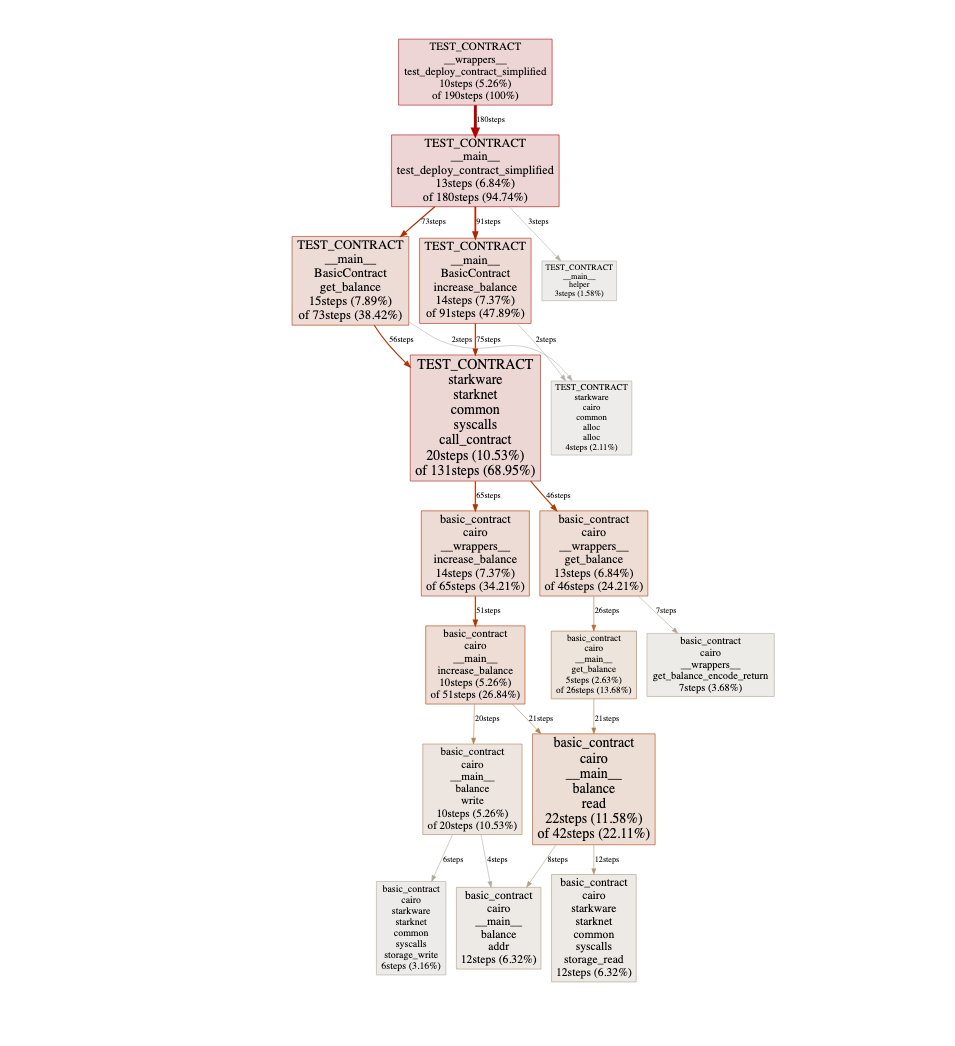 TEST_CONTRACT
__wrappers__
test_deploy_contract_simplified
10steps (5.26%)
of 190steps (100%)
180steps
TEST_CONTRACT
__main__
test_deploy_contract_simplified
13steps (6.84%)
of 180steps (94.74%)
73steps
91steps
3steps
TEST_CONTRACT
__main__
BasicContract
get_balance
15steps (7.89%)
of 73steps (38.42%)
TEST_CONTRACT
__main__
BasicContract
increase_balance
14steps (7.37%)
of 91steps (47.89%)
TEST_CONTRACT
__main__
helper
3steps (1.58%)
56steps
2steps
75steps
2steps
TEST_CONTRACT
starkware
starknet
common
syscalls
call_contract
20steps (10.53%)
of 131steps (68.95%)
TEST_CONTRACT
starkware
cairo
common
alloc
alloc
4steps (2.11%)
65steps
46steps
basic_contract
cairo
__wrappers__
increase_balance
14steps (7.37%)
of 65steps (34.21%)
basic_contract
cairo
__wrappers__
get_balance
13steps (6.84%)
of 46steps (24.21%)
51steps
26steps
7steps
basic_contract
cairo
__main__
increase_balance
10steps (5.26%)
of 51steps (26.84%)
basic_contract
cairo
__main__
get_balance
5steps (2.63%)
of 26steps (13.68%)
basic_contract
cairo
__wrappers__
get_balance_encode_return
7steps (3.68%)
20steps
21steps
21steps
basic_contract
cairo
__main__
balance
write
10steps (5.26%)
of 20steps (10.53%)
basic_contract
cairo
__main__
balance
read
22steps (11.58%)
of 42steps (22.11%)
6steps
4steps
8steps
12steps
basic_contract
cairo
starkware
starknet
common
syscalls
storage_write
6steps (3.16%)
basic_contract
cairo
__main__
balance
addr
12steps (6.32%)
basic_contract
cairo
starkware
starknet
common
syscalls
storage_read
12steps (6.32%)